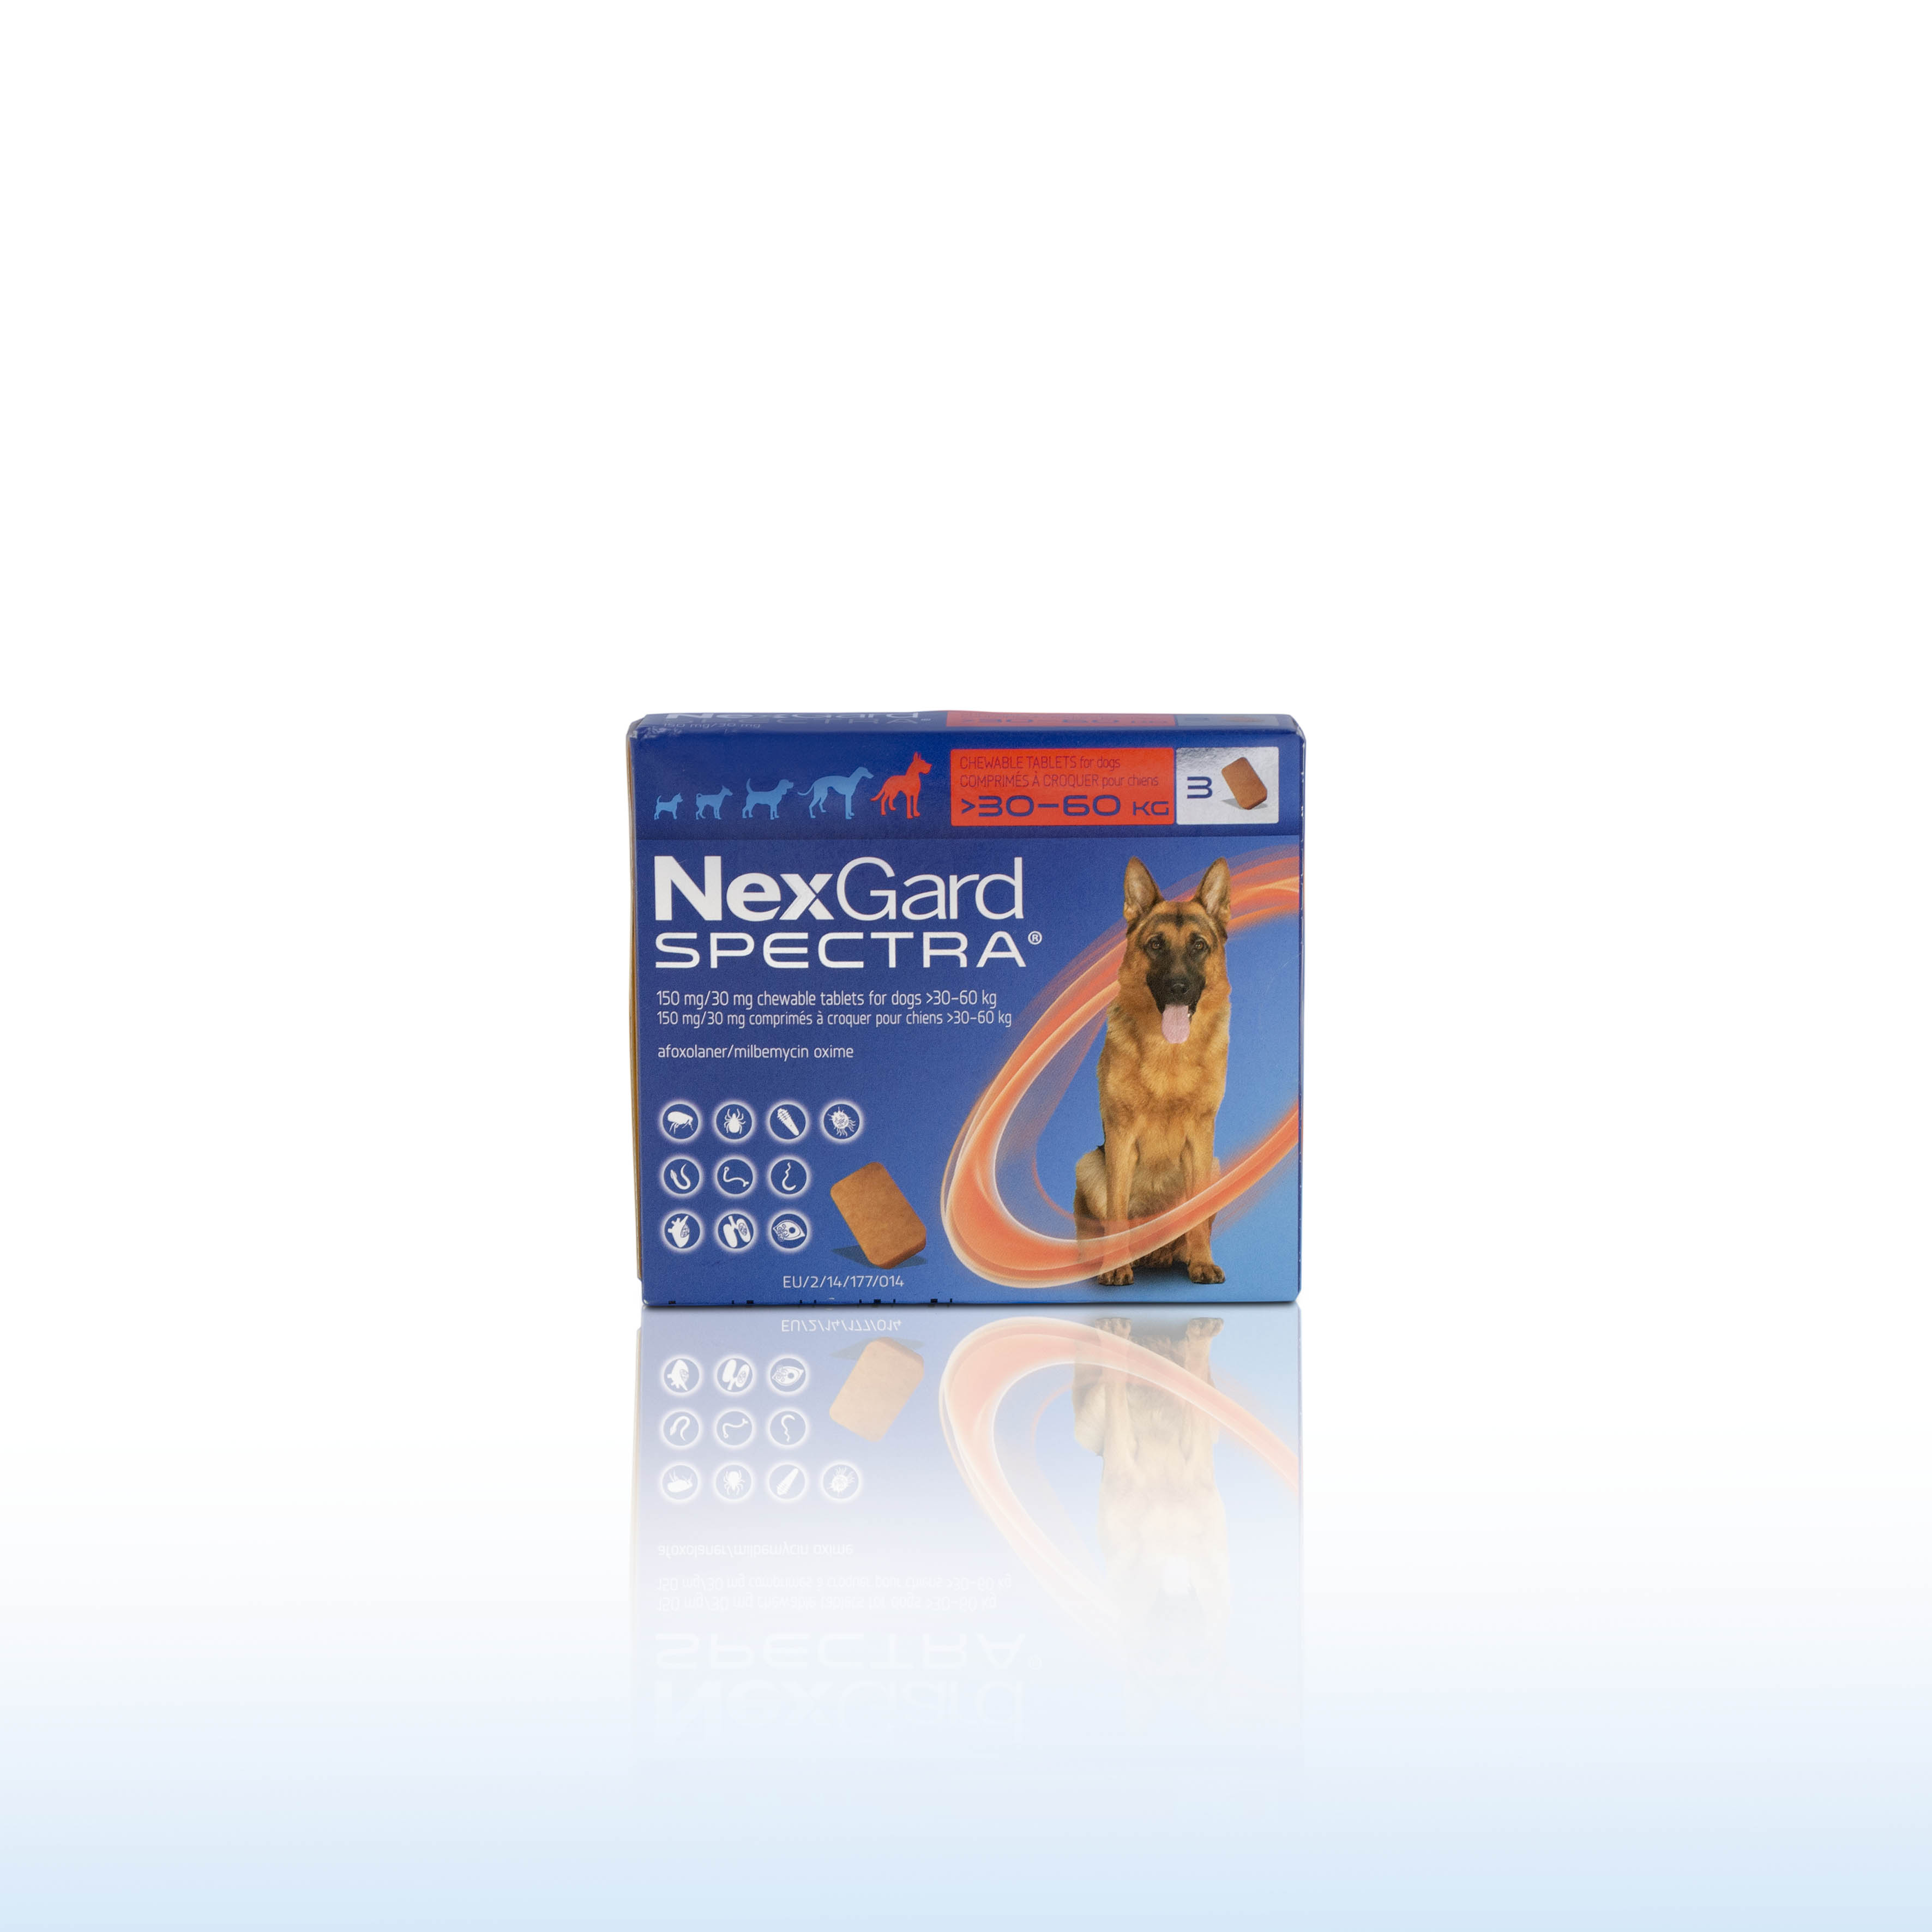 CHEWABLE TABLETS for dogs
COMPRIMÉS À CROQUER pour chiens
>30-60 KG
3
NexGard
SPECTRA®
150 mg/30 mg chewable tablets for dogs >30-60 kg
150 mg/30 mg comprimés à croquer pour chiens >30-60 kg
afoxolaner/milbemycin oxime
EU/2/14/177/014